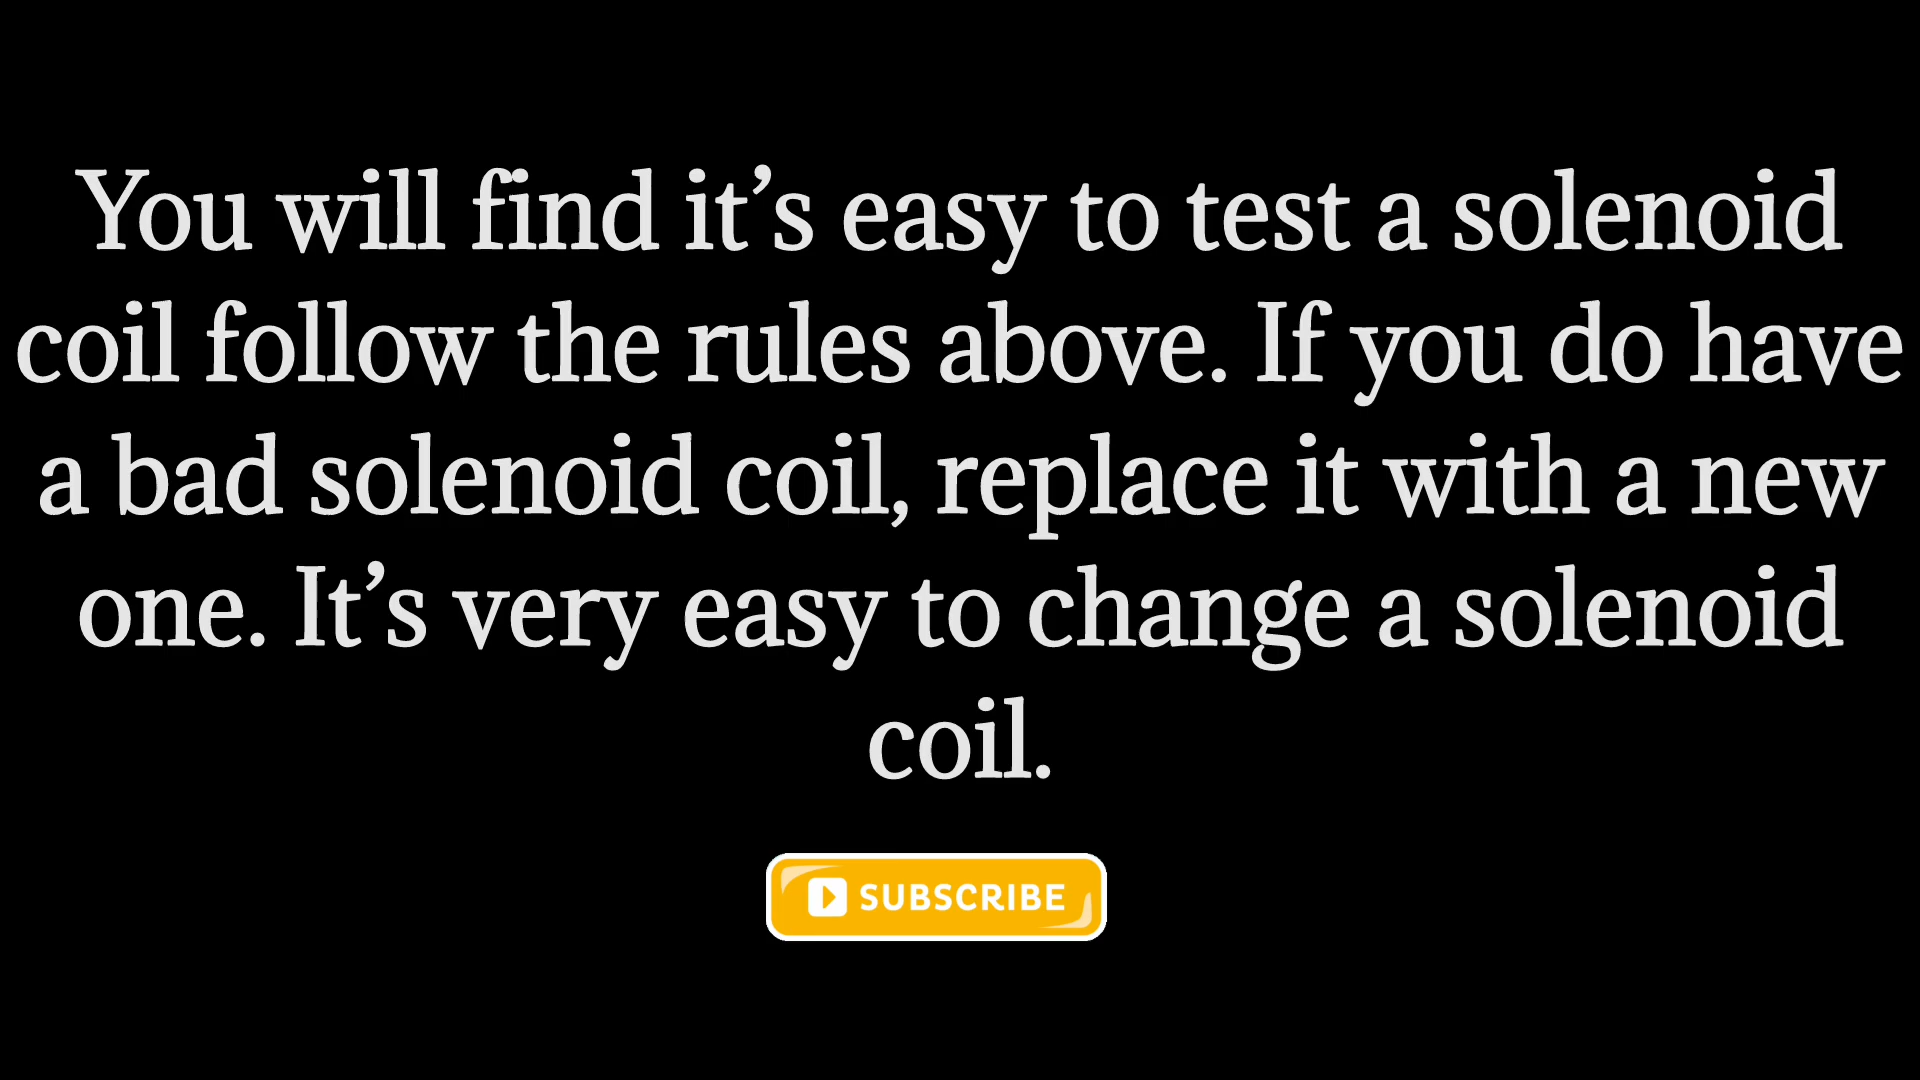 You will find it’s easy to test a solenoid
coil follow the rules above. If you do have
a bad solenoid coil, replace it with a new
one. It’s very easy to change a solenoid
coil.
SUBSCRIBE